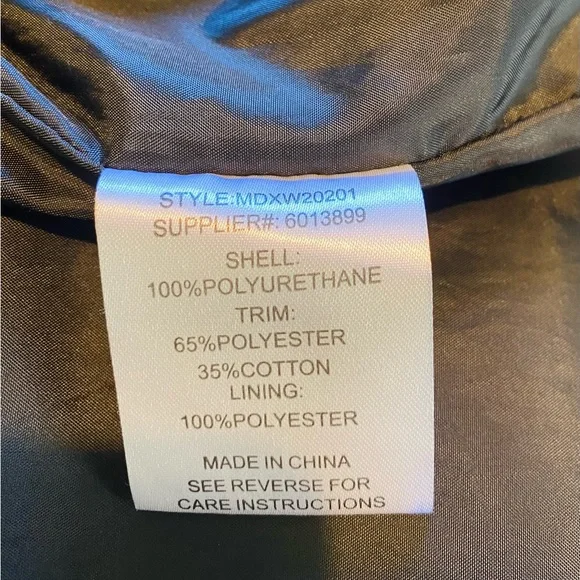 STYLE:MDXW20201
SUPPLIER#: 6013899
SHELL:
100%POLYURETHANE
TRIM:
65%POLYESTER
35%COTTON
LINING:
100%POLYESTER
MADE IN CHINA
SEE REVERSE FOR
CARE INSTRUCTIONS